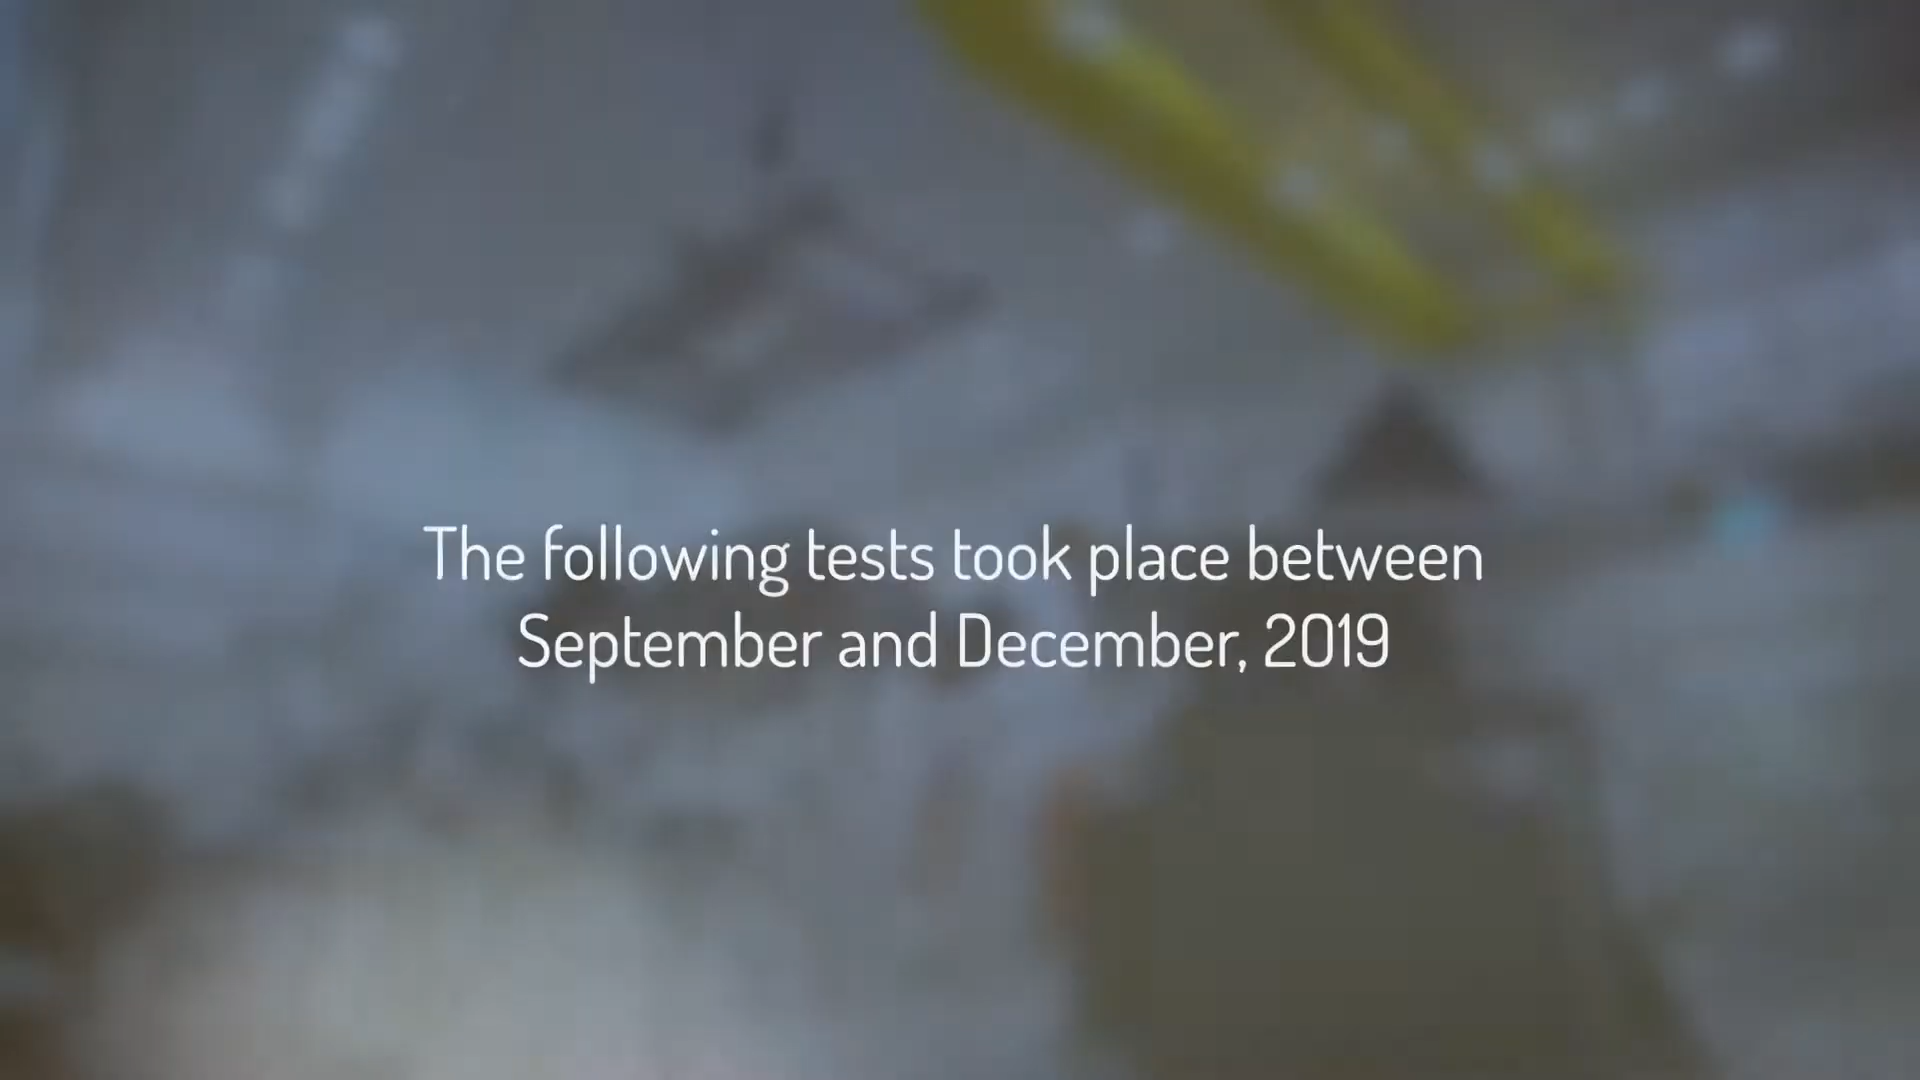 The following tests took place between
September and December, 2019